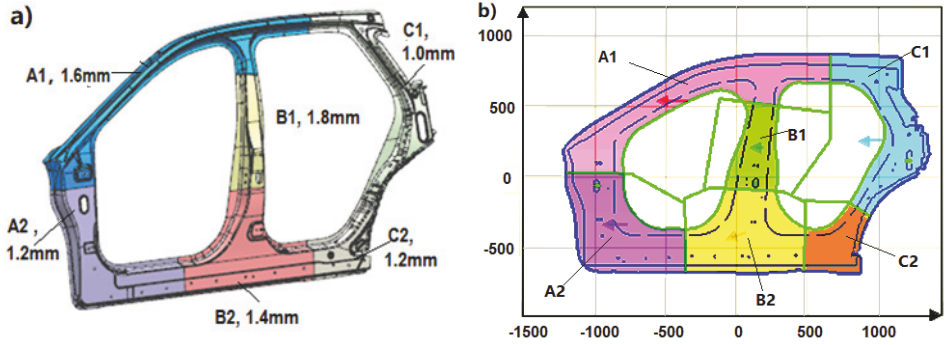 a)
C1,
1.0mm
A1, 1.6mm
B1, 1.8mm
A2 ,
1.2mm
C2,
1.2mm
B2, 1.4mm
b)
1000
500
0
-500
-1500
-1000
-500
0
500
1000
A1
C1
B1
A2
B2
C2